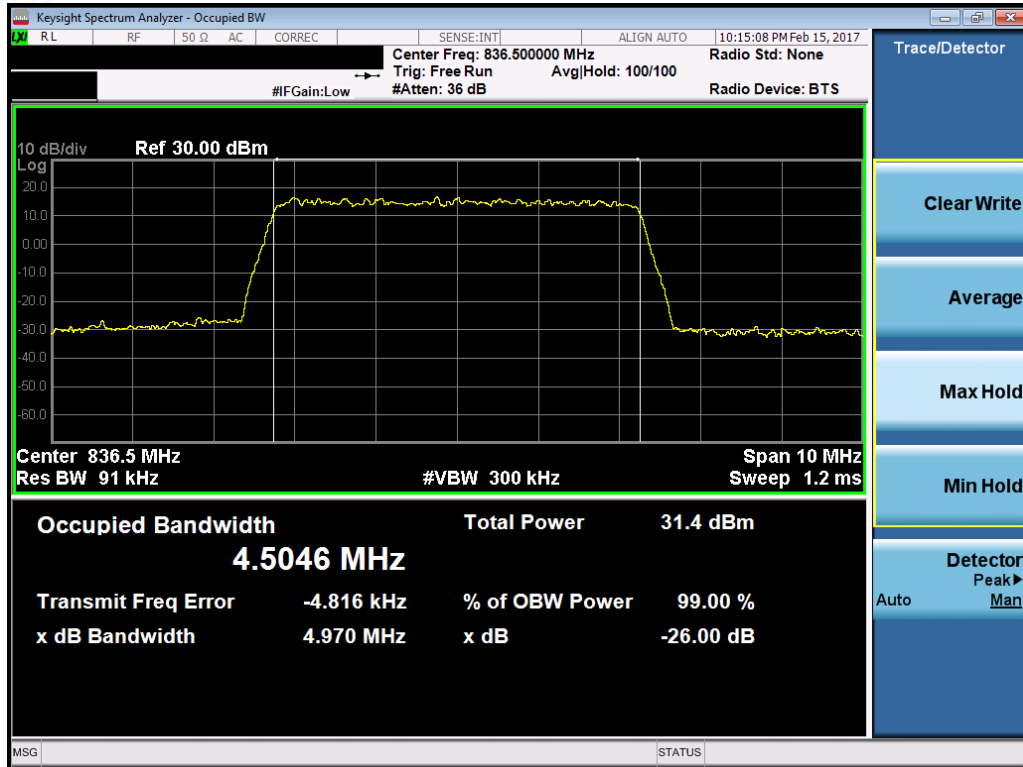 Keysight Spectrum Analyzer - Occupied BW
LXI RL RF 50 Ω AC CORREC SENSE:INT ALIGN AUTO 10:15:08 PM Feb 15, 2017
Center Freq: 836.500000 MHz Radio Std: None
Trig: Free Run Avg|Hold: 100/100
#IFGain:Low #Atten: 36 dB Radio Device: BTS
Trace/Detector
10 dB/div Ref 30.00 dBm
Log
20.0
10.0
0.00
-10.0
-20.0
-30.0
-40.0
-50.0
-60.0
Center 836.5 MHz Span 10 MHz
Res BW 91 kHz #VBW 300 kHz Sweep 1.2 ms
Occupied Bandwidth Total Power 31.4 dBm
4.5046 MHz
Transmit Freq Error -4.816 kHz % of OBW Power 99.00 %
x dB Bandwidth 4.970 MHz x dB -26.00 dB
Clear Write
Average
Max Hold
Min Hold
Detector
Peak▶
Auto Man
MSG STATUS